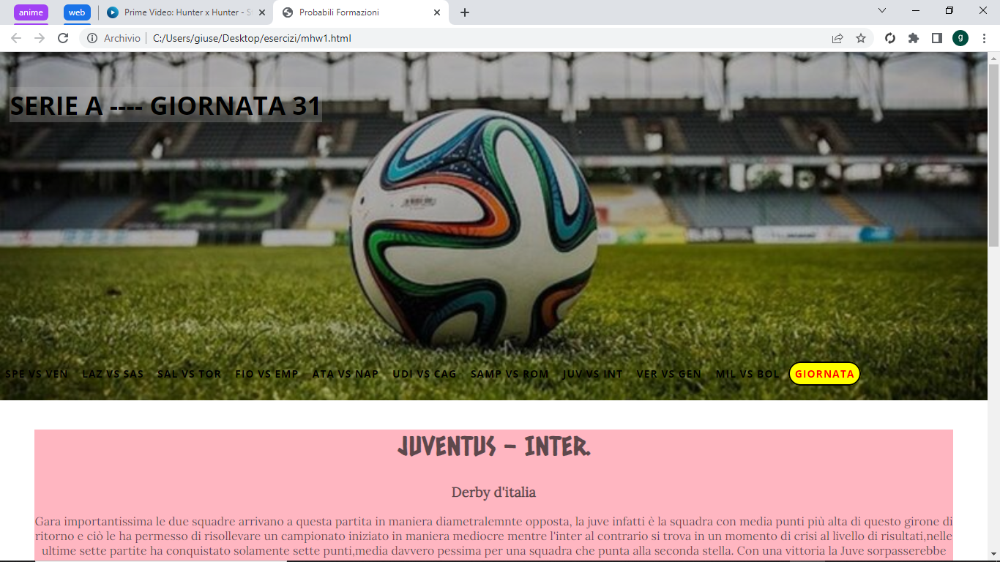 anime
web
Prime Video: Hunter x Hunter - S
Probabili Formazioni
Archivio
C:/Users/giuse/Desktop/esercizi/mhw1.html
g
SERIE A ---- GIORNATA 31
SPE VS VEN LAZ VS SAS SAL VS TOR FIO VS EMP ATA VS NAP UDI VS CAG SAMP VS ROM JUV VS INT VER VS GEN MIL VS BOL GIORNATA
JUVENTUS - INTER.
Derby d'italia
Gara importantissima le due squadre arrivano a questa partita in maniera diametralemnte opposta, la juve infatti è la squadra con media punti più alta di questo girone di
ritorno e ciò le ha permesso di risollevare un campionato iniziato in maniera mediocre mentre l'inter al contrario si trova in un momento di crisi al livello di risultati,nelle
ultime sette partite ha conquistato solamente sette punti,media davvero pessima per una squadra che punta alla seconda stella. Con una vittoria la Juve sorpasserebbe